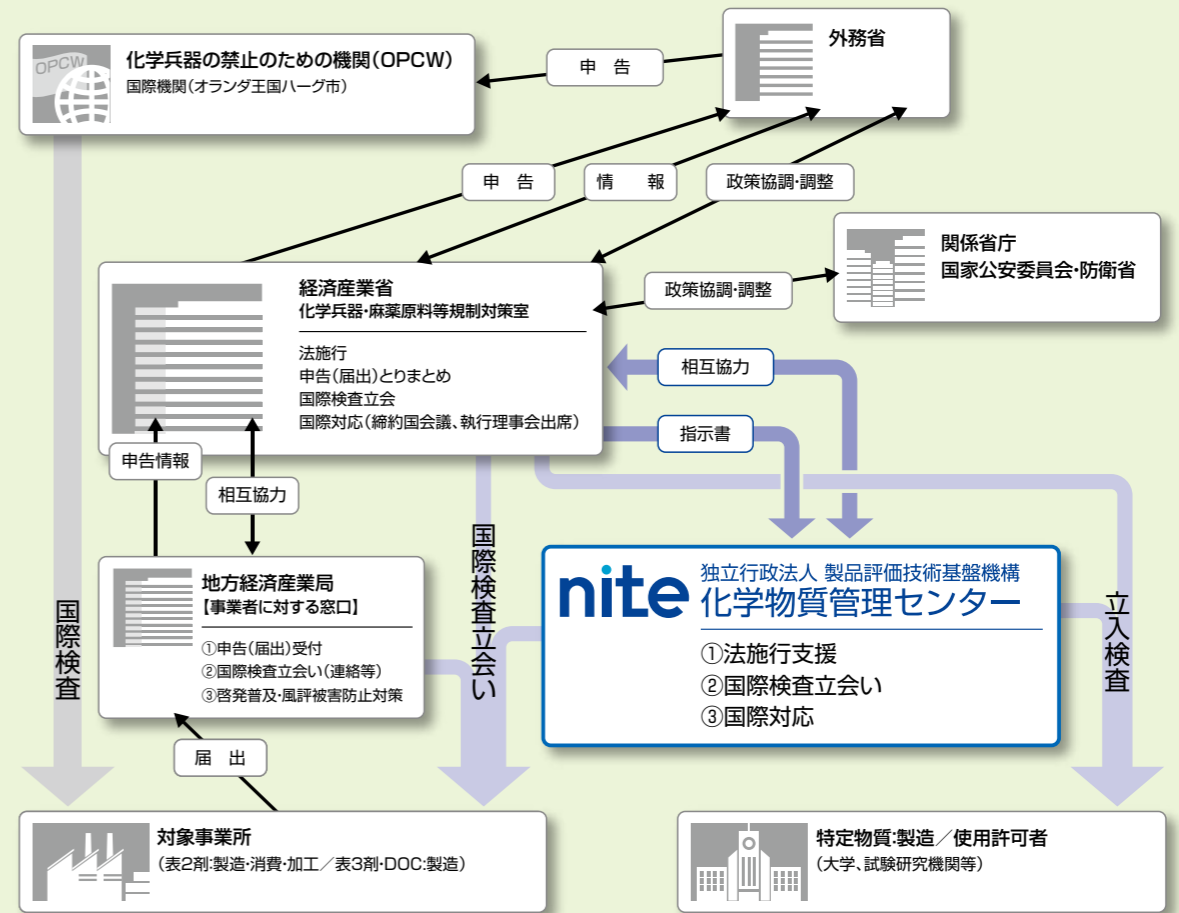 OPCW
化学兵器の禁止のための機関(OPCW)
国際機関(オランダ王国ハーグ市)
申 告
外務省
申 告
情 報
政策協調・調整
関係省庁
国家公安委員会・防衛省
政策協調・調整
経済産業省
化学兵器・麻薬原料等規制対策室
法施行
申告(届出)とりまとめ
国際検査立会
国際対応(締約国会議、執行理事会出席)
相互協力
指示書
申告情報
相互協力
地方経済産業局
【事業者に対する窓口】
①申告(届出)受付
②国際検査立会い(連絡等)
③啓発普及・風評被害防止対策
国際検査
国際検査立会い
nite
独立行政法人 製品評価技術基盤機構
化学物質管理センター
①法施行支援
②国際検査立会い
③国際対応
立入検査
届 出
対象事業所
(表2剤:製造・消費・加工／表3剤・DOC:製造)
特定物質:製造／使用許可者
(大学、試験研究機関等)